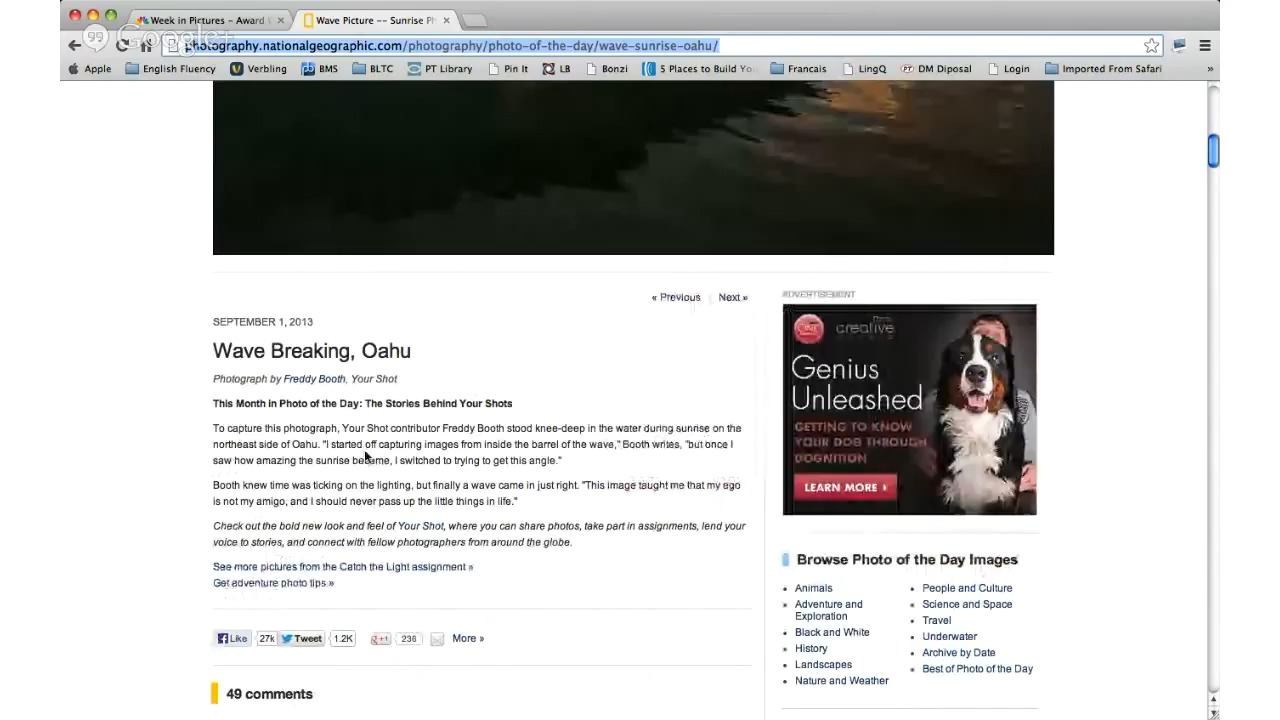 Week in Pictures - Award
Wave Picture -- Sunrise Ph
Google+
photography.nationalgeographic.com/photography/photo-of-the-day/wave-sunrise-oahu/
Apple English Fluency Verbling BMS BLTC PT Library Pin It LB Bonzi 5 Places to Build Yo Francais LingQ DM Diposal Login Imported From Safari »
« Previous | Next »
ADVERTISEMENT
SEPTEMBER 1, 2013
Wave Breaking, Oahu
Photograph by Freddy Booth, Your Shot
This Month in Photo of the Day: The Stories Behind Your Shots
To capture this photograph, Your Shot contributor Freddy Booth stood knee-deep in the water during sunrise on the
northeast side of Oahu. "I started off capturing images from inside the barrel of the wave," Booth writes, "but once I
saw how amazing the sunrise became, I switched to trying to get this angle."
Booth knew time was ticking on the lighting, but finally a wave came in just right. "This image taught me that my ego
is not my amigo, and I should never pass up the little things in life."
Check out the bold new look and feel of Your Shot, where you can share photos, take part in assignments, lend your
voice to stories, and connect with fellow photographers from around the globe.
See more pictures from the Catch the Light assignment »
Get adventure photo tips »
Like 27k Tweet 1.2K +1 236 More »
49 comments
creative
Genius
Unleashed
GETTING TO KNOW
YOUR DOG THROUGH
DOGNITION
LEARN MORE
Browse Photo of the Day Images
Animals
Adventure and
Exploration
Black and White
History
Landscapes
Nature and Weather
People and Culture
Science and Space
Travel
Underwater
Archive by Date
Best of Photo of the Day